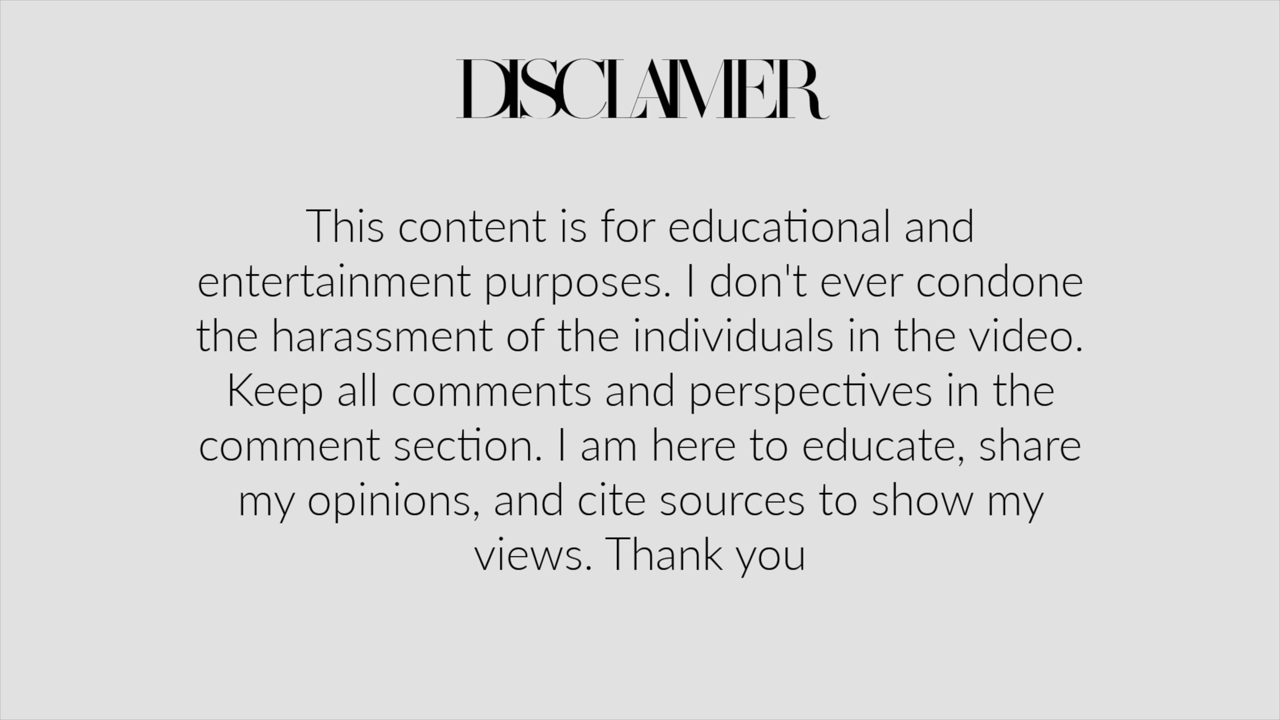 DISCLAIMER
This content is for educational and
entertainment purposes. I don't ever condone
the harassment of the individuals in the video.
Keep all comments and perspectives in the
comment section. I am here to educate, share
my opinions, and cite sources to show my
views. Thank you